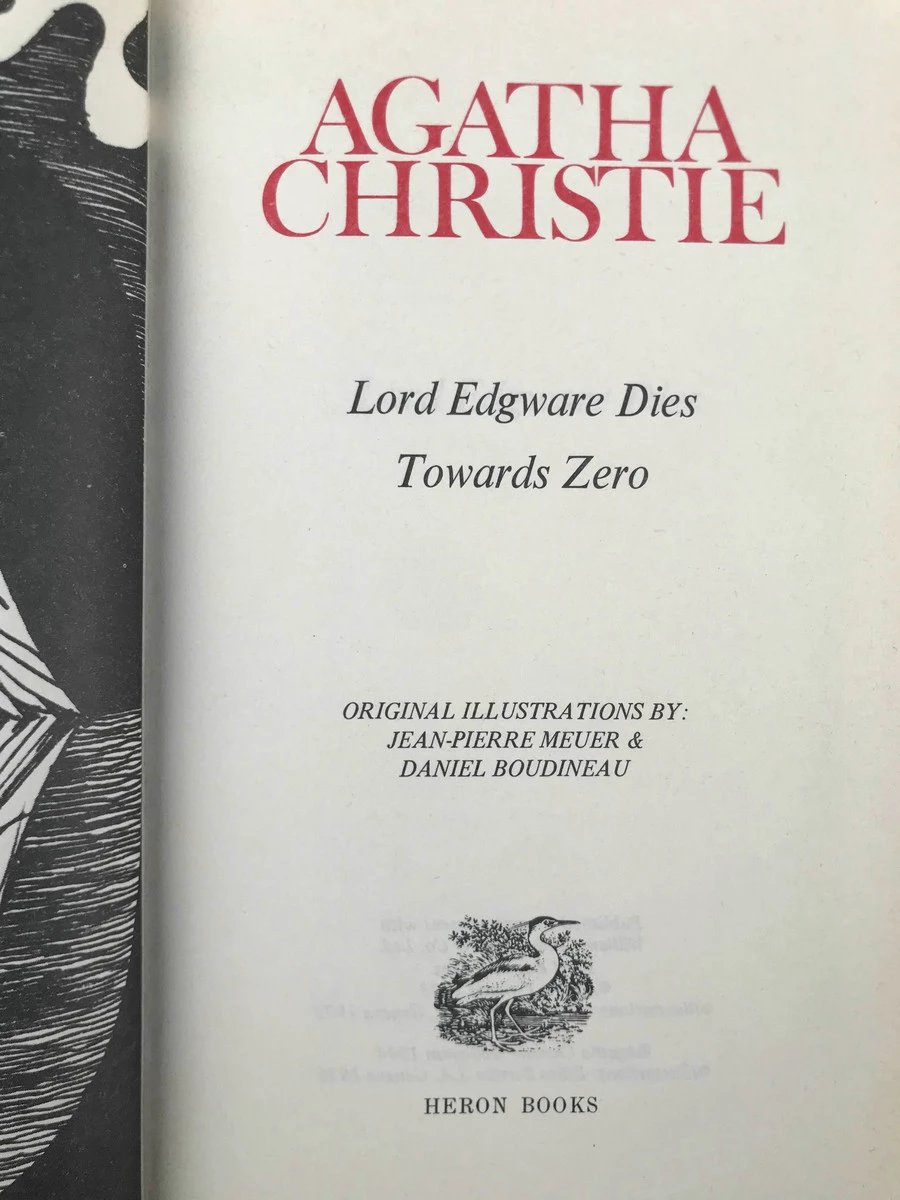 AGATHA
CHRISTIE
Lord Edgware Dies
Towards Zero
ORIGINAL ILLUSTRATIONS BY:
JEAN-PIERRE MEUER &
DANIEL BOUDINEAU
HERON BOOKS